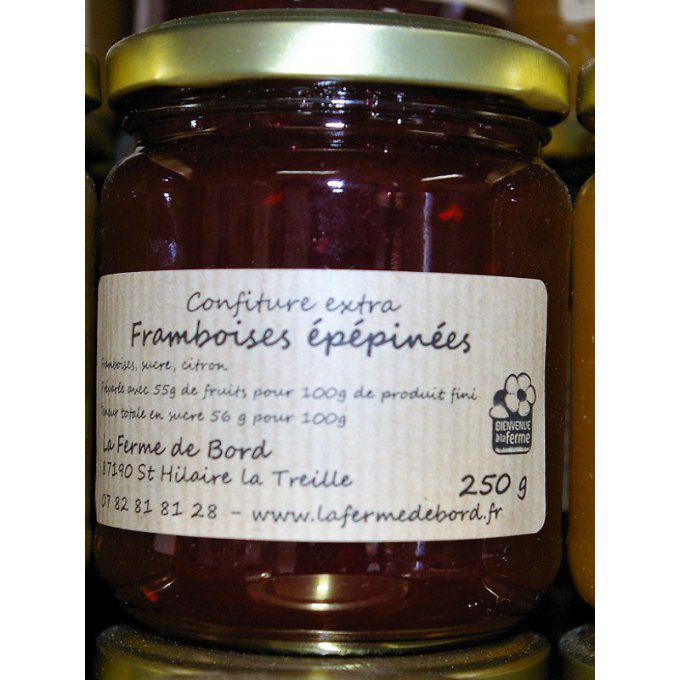 Confiture extra
Framboises épépinées
Framboises, sucre, citron
Préparée avec 55g de fruits pour 100g de produit fini
Teneur totale en sucre 56 g pour 100g
La Ferme de Bord
87190 St Hilaire la Treille
250 g
07 82 81 81 28 - www.lafermedebord.fr
BIENVENUE
à la ferme